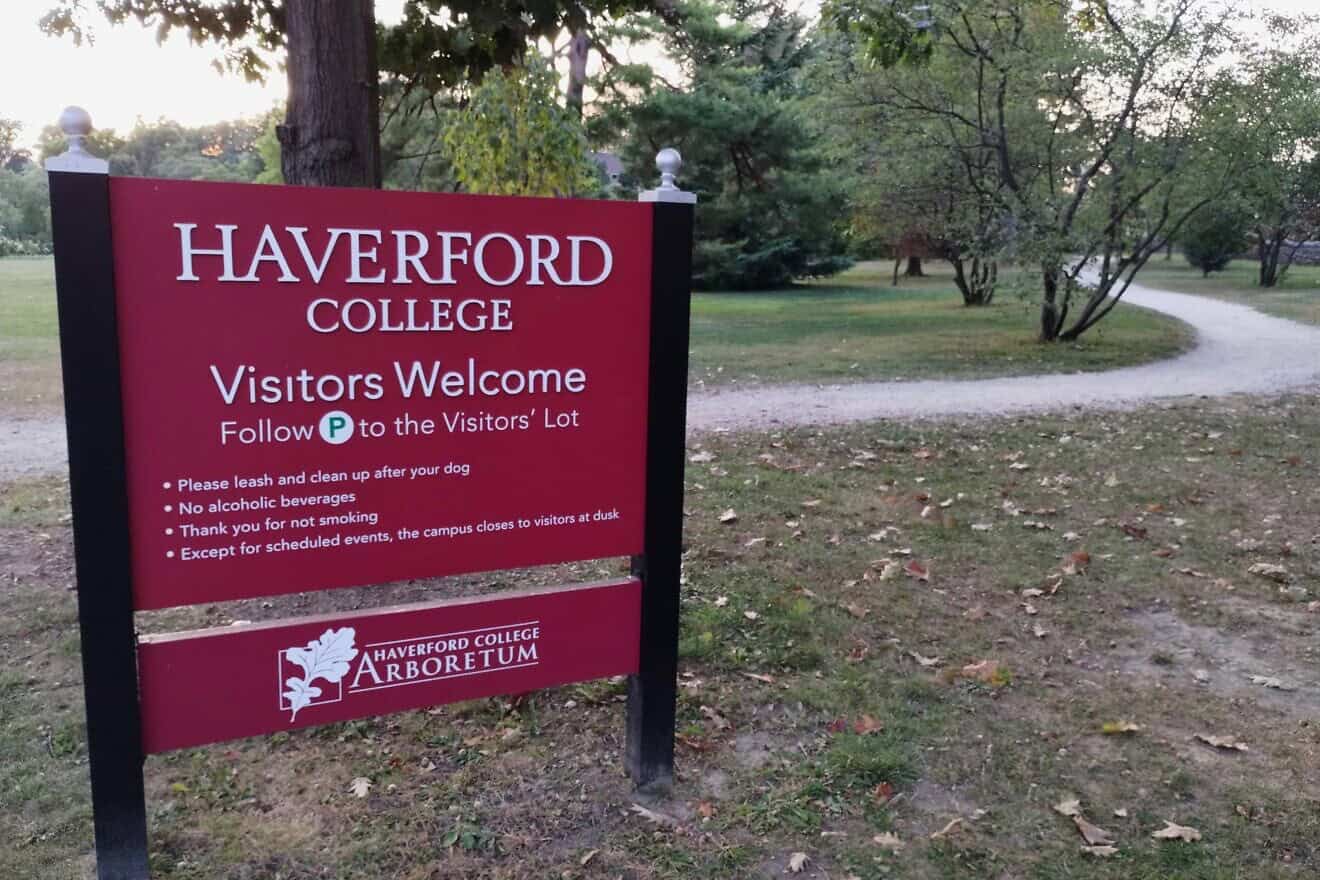 HAVERFORD
COLLEGE
Visitors Welcome
Follow P to the Visitors' Lot
• Please leash and clean up after your dog
• No alcoholic beverages
• Thank you for not smoking
• Except for scheduled events, the campus closes to visitors at dusk
HAVERFORD COLLEGE
ARBORETUM